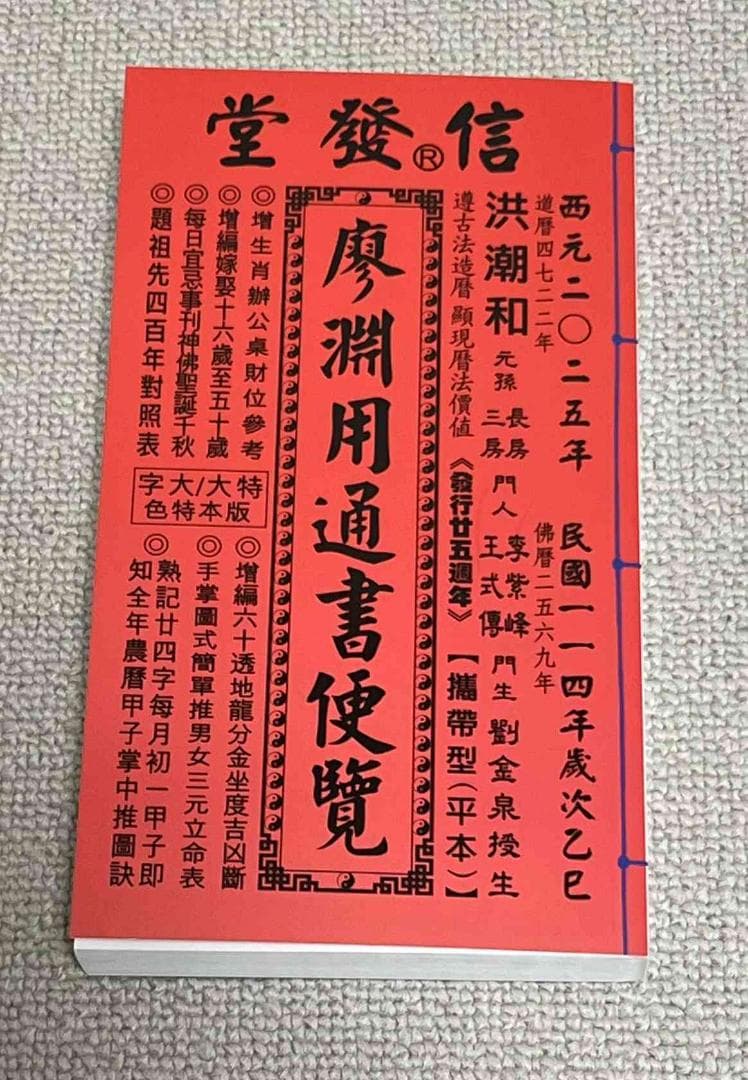 信發®堂
西元二〇二五年 民國一一四年歲次乙巳
道曆四七二二年 佛曆二五六九年
洪潮和元孫 三房 長房 門人 王式傳 李紫峰 門生劉金泉授生
遵古法造曆 顯現曆法價值《發行廿五週年》【攜帶型(平本)】
廖淵用通書便覽
◎增生肖辦公桌財位參考
◎增編嫁娶十六歲至五十歲
◎每日宜忌事刊神佛聖誕千秋
◎題祖先四百年對照表
特大/大字
版本特色
◎增編六十透地龍分金坐度吉凶斷
◎手掌圖式簡單推男女三元立命表
◎熟記廿四字每月初一甲子即
知全年農曆甲子掌中推圖訣